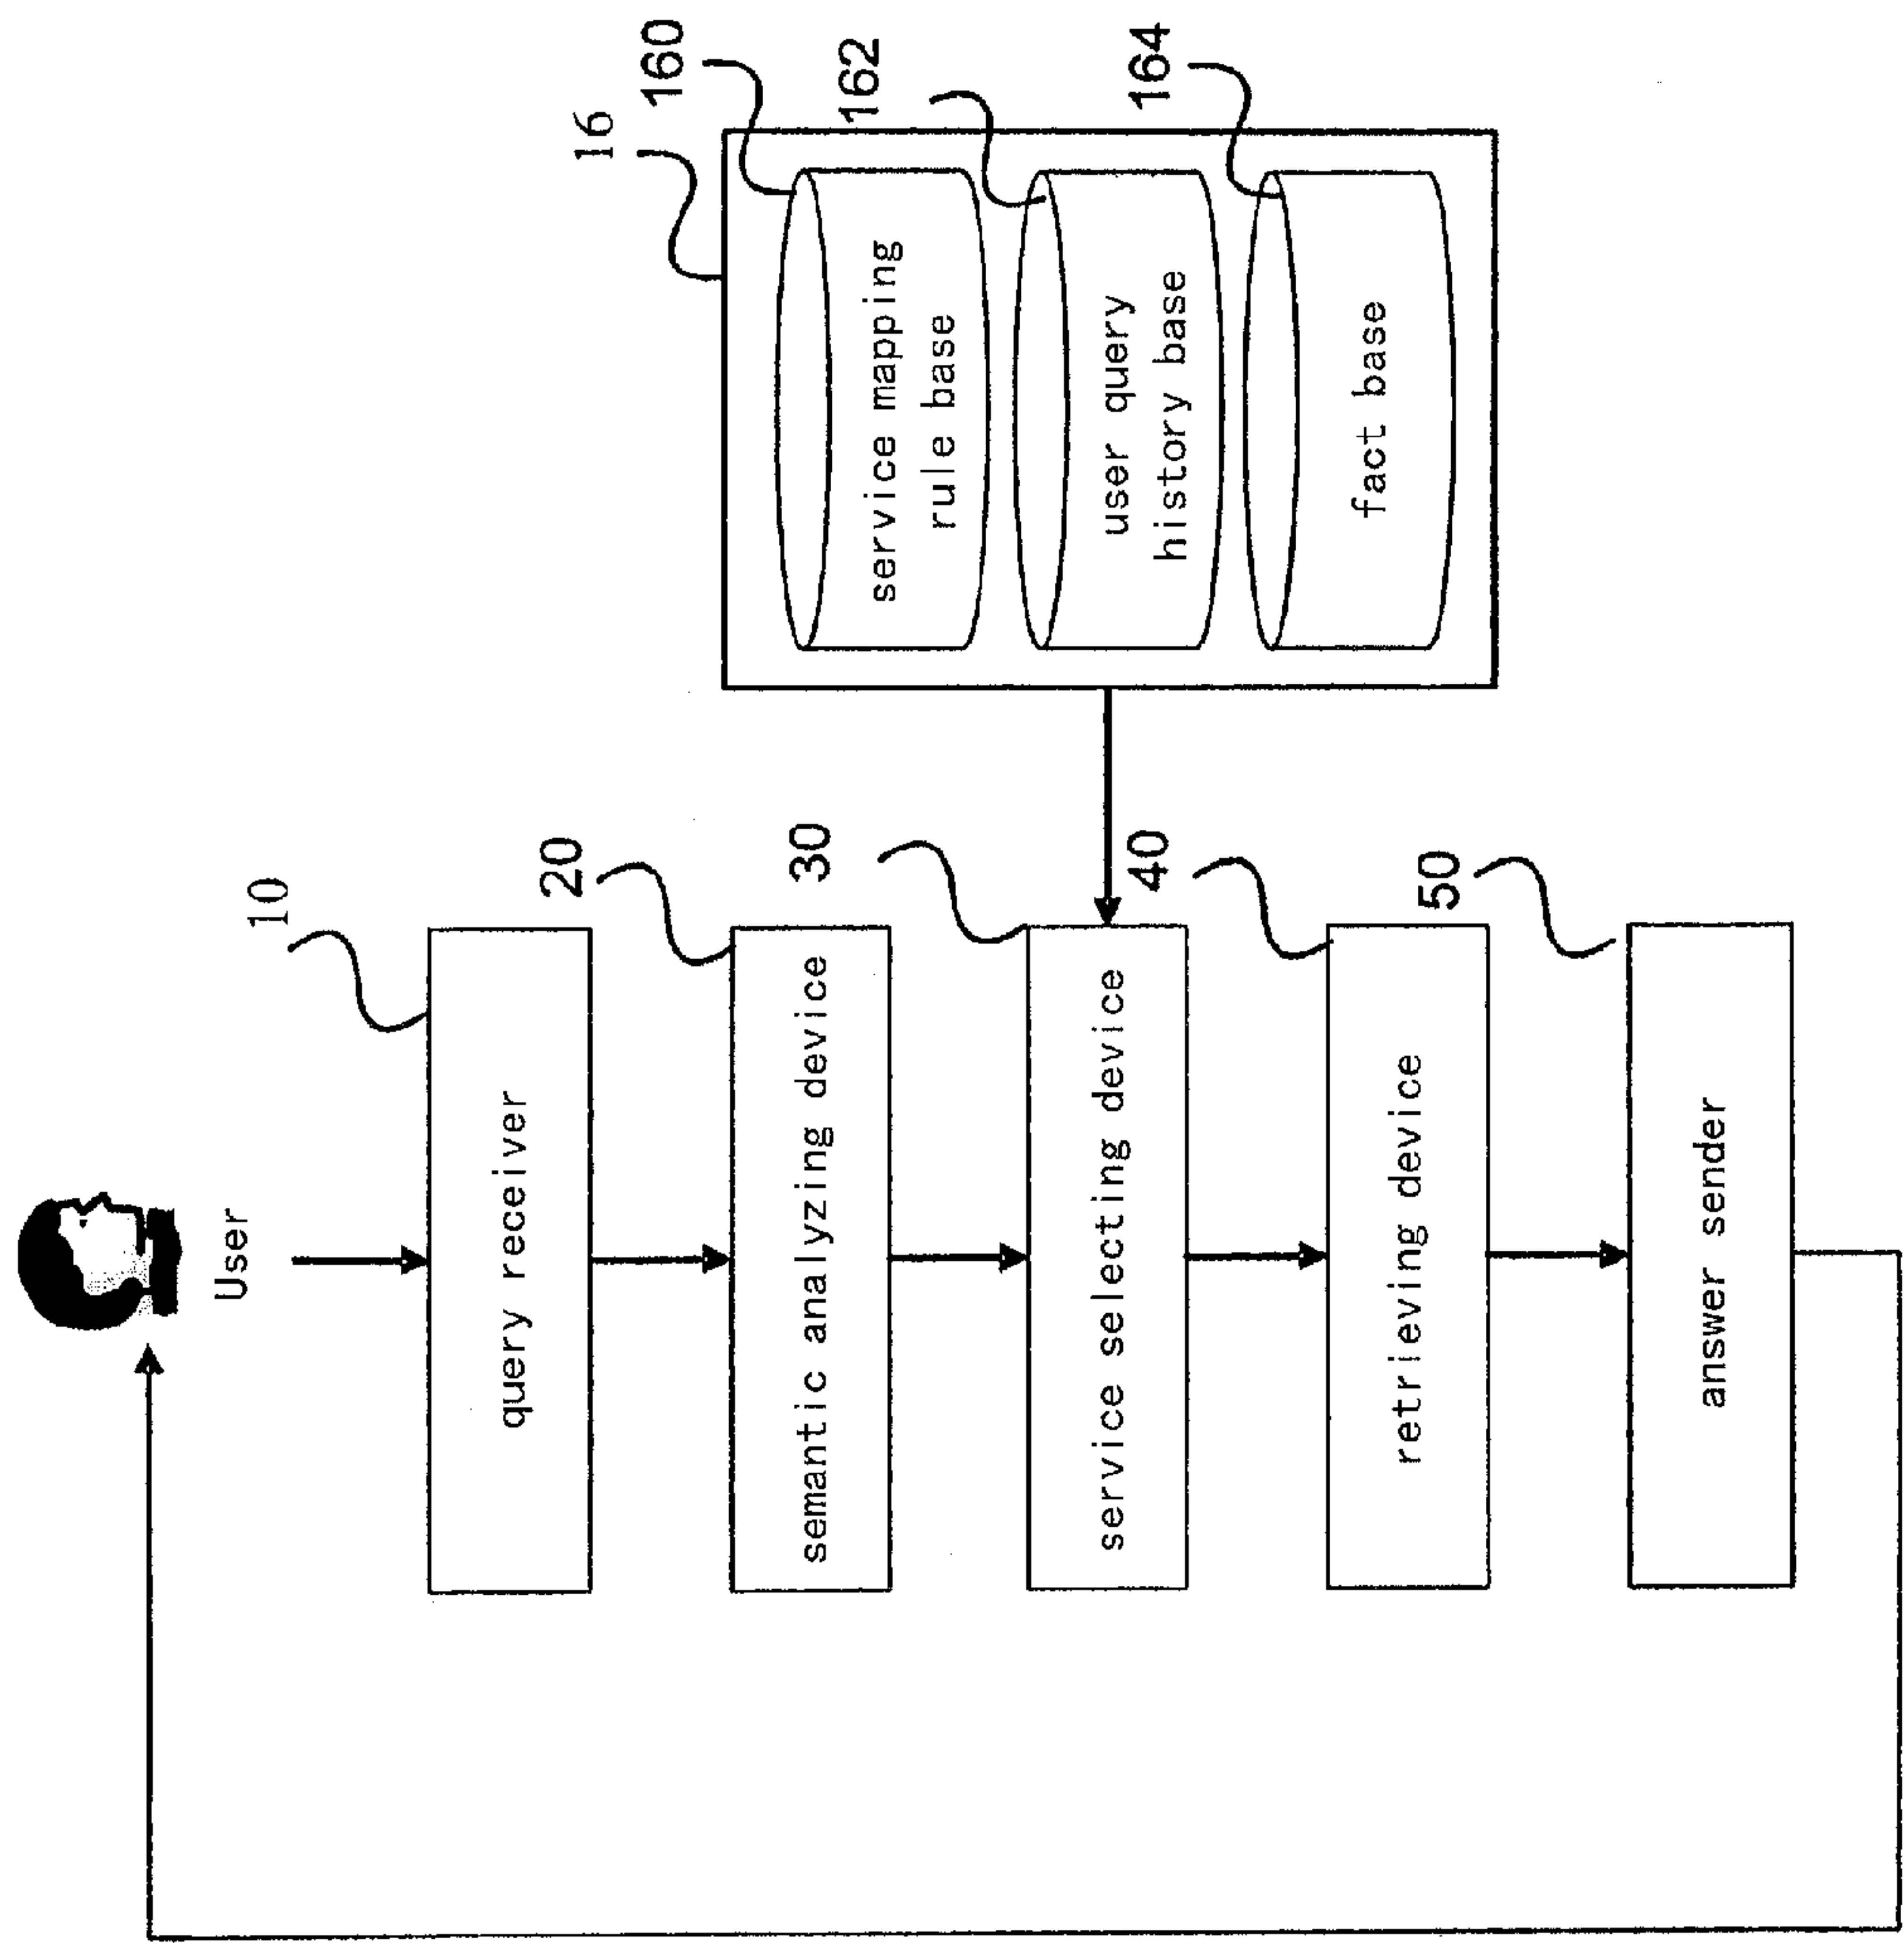 User
10
query receiver
20
semantic analyzing device
30
service selecting device
40
retrieving device
50
answer sender
16
160
service mapping
rule base
162
user query
history base
164
fact base